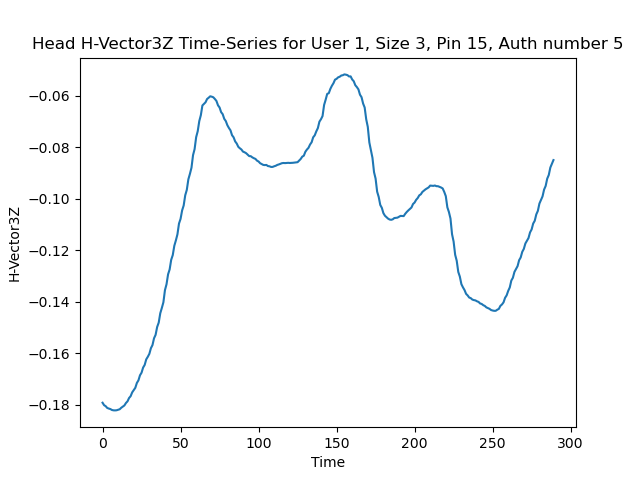 Head H-Vector3Z Time-Series for User 1, Size 3, Pin 15, Auth number 5
H-Vector3Z
−0.06
−0.08
−0.10
−0.12
−0.14
−0.16
−0.18
0 50 100 150 200 250 300
Time